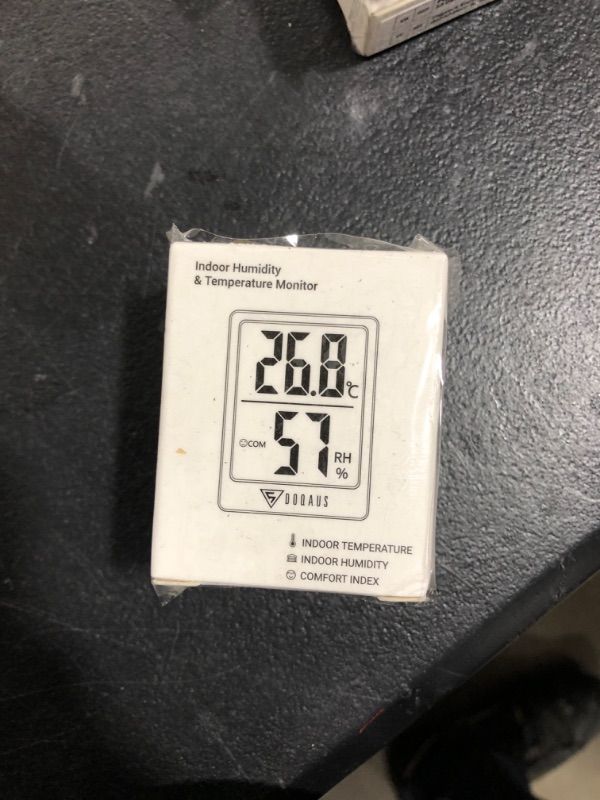 Indoor Humidity
& Temperature Monitor
26.8 °C
COM 57 RH
%
DOQAUS
INDOOR TEMPERATURE
INDOOR HUMIDITY
COMFORT INDEX